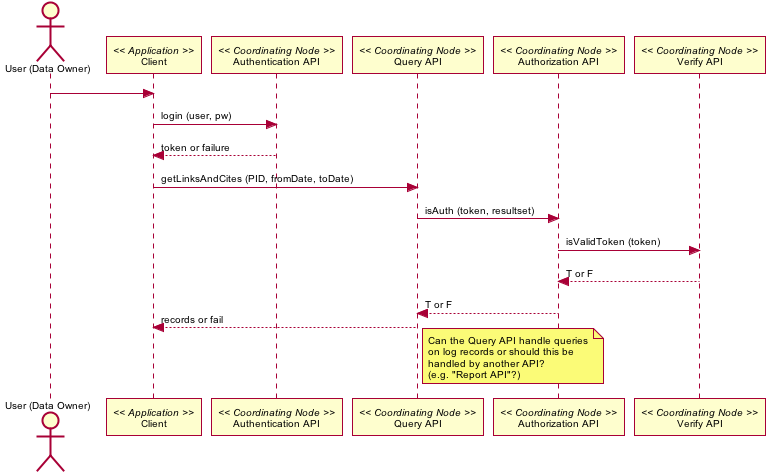 << Application >>
Client
<< Coordinating Node >>
Authentication API
<< Coordinating Node >>
Query API
<< Coordinating Node >>
Authorization API
<< Coordinating Node >>
Verify API
User (Data Owner)
login (user, pw)
token or failure
getLinksAndCites (PID, fromDate, toDate)
isAuth (token, resultset)
isValidToken (token)
T or F
T or F
records or fail
Can the Query API handle queries
on log records or should this be
handled by another API?
(e.g. "Report API"?)
User (Data Owner)
<< Application >>
Client
<< Coordinating Node >>
Authentication API
<< Coordinating Node >>
Query API
<< Coordinating Node >>
Authorization API
<< Coordinating Node >>
Verify API